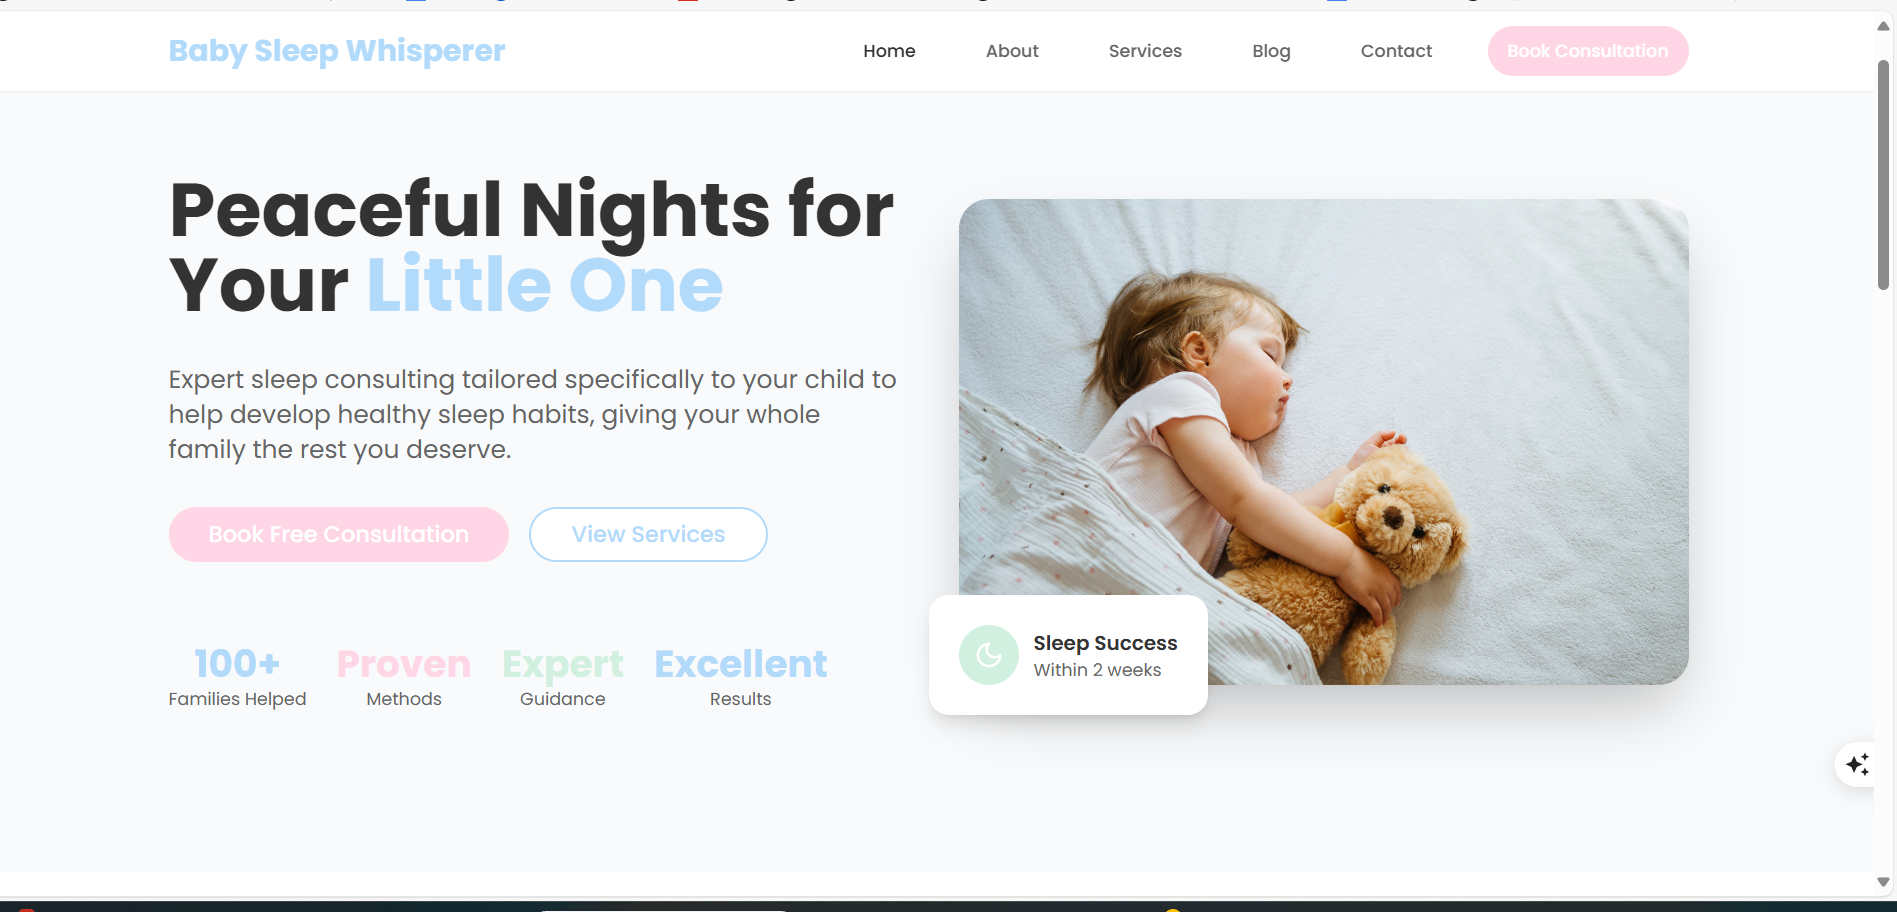 Baby Sleep Whisperer
Home
About
Services
Blog
Contact
Book Consultation
Peaceful Nights for
Your Little One
Expert sleep consulting tailored specifically to your child to
help develop healthy sleep habits, giving your whole
family the rest you deserve.
Book Free Consultation
View Services
100+
Families Helped
Proven
Methods
Expert
Guidance
Excellent
Results
Sleep Success
Within 2 weeks